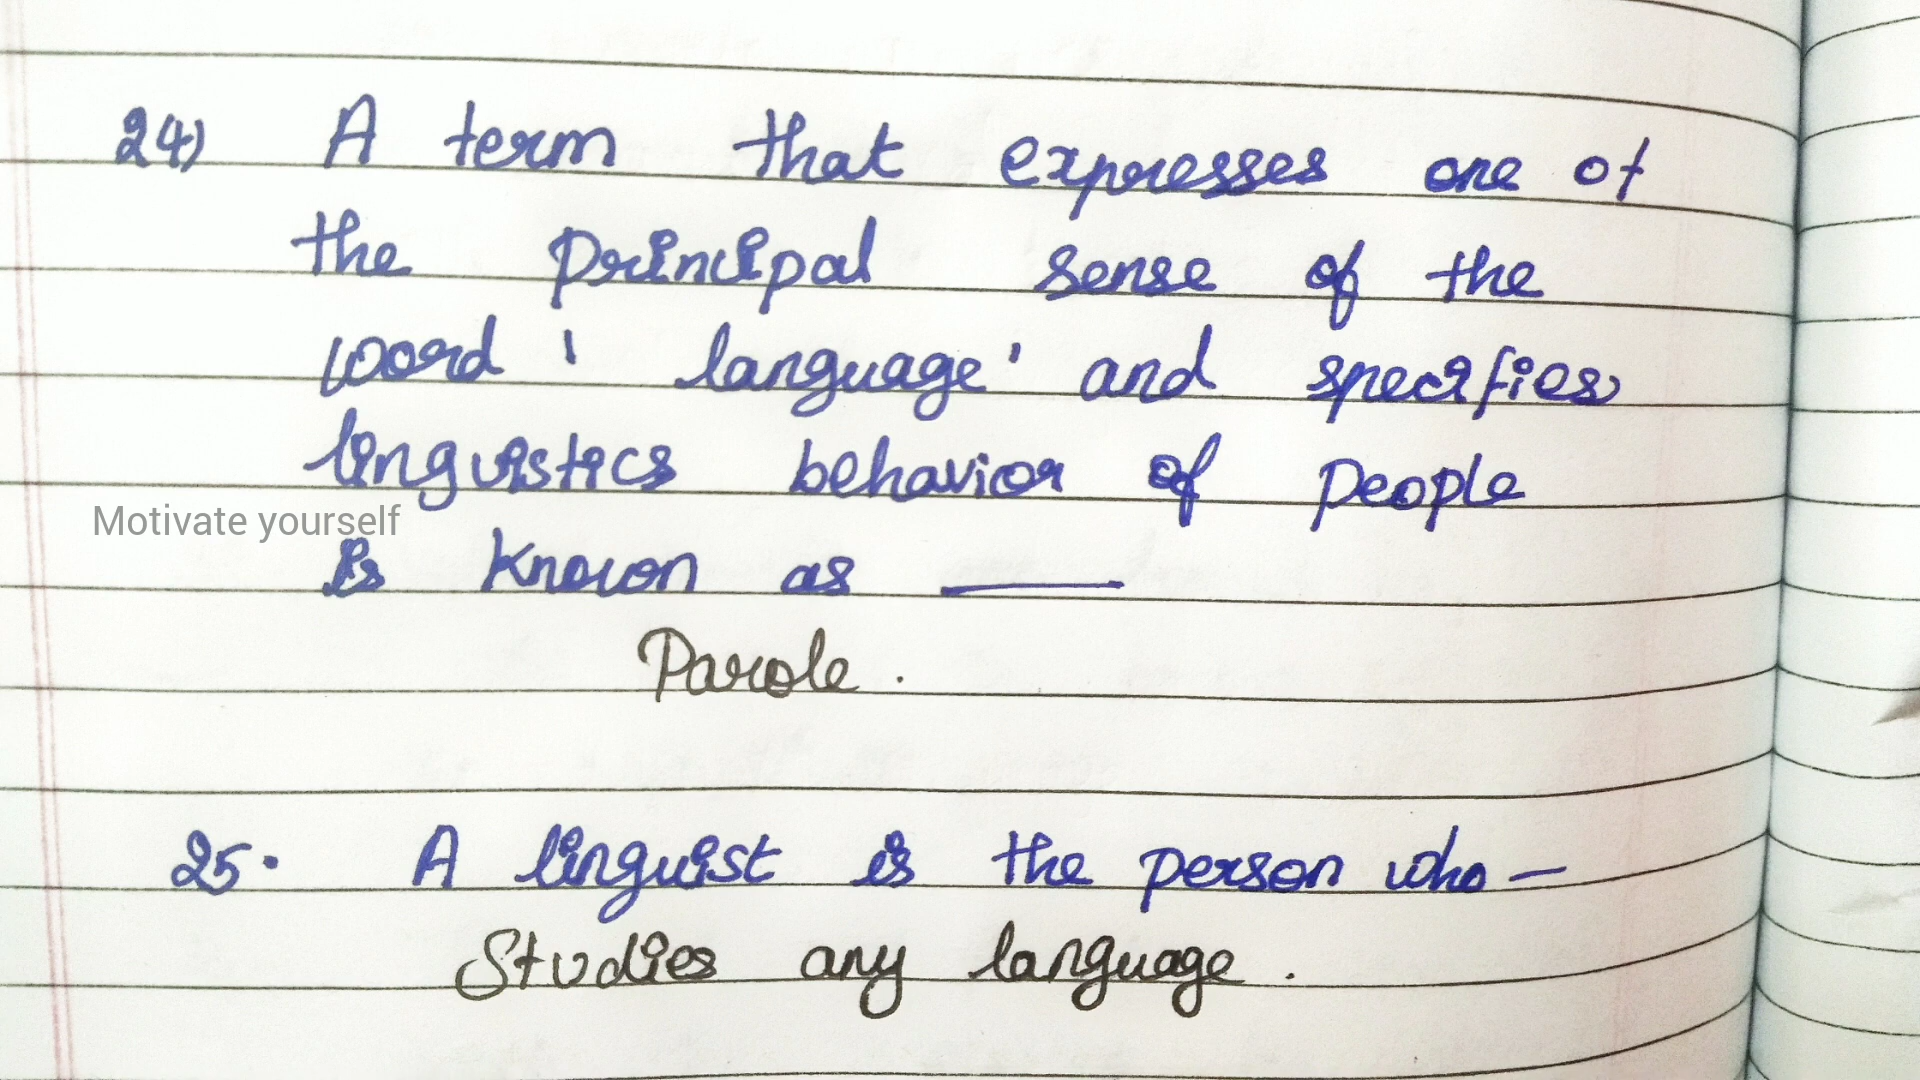 24) A term that expresses one of
the principal sense of the
word ' language' and specifies
linguistics behavior of people
Motivate yourself
is known as ____
Parole .
25. A linguist is the person who —
Studies any language .